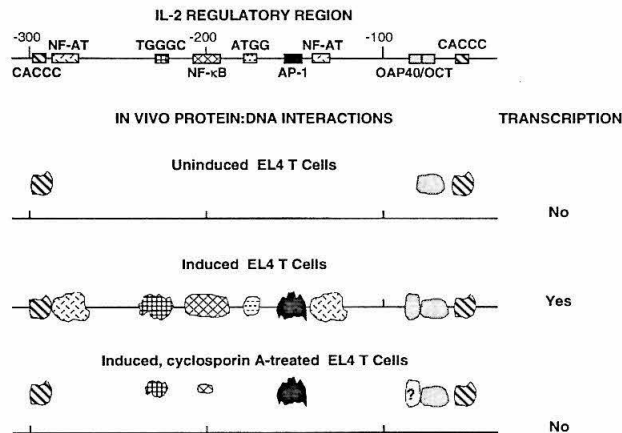 IL-2 REGULATORY REGION
-300 -200 -100
NF-AT TGGGC ATGG NF-AT CACCC
CACCC NF-κB AP-1 OAP40/OCT
IN VIVO PROTEIN:DNA INTERACTIONS TRANSCRIPTION
Uninduced EL4 T Cells
No
Induced EL4 T Cells
Yes
Induced, cyclosporin A-treated EL4 T Cells
?
No